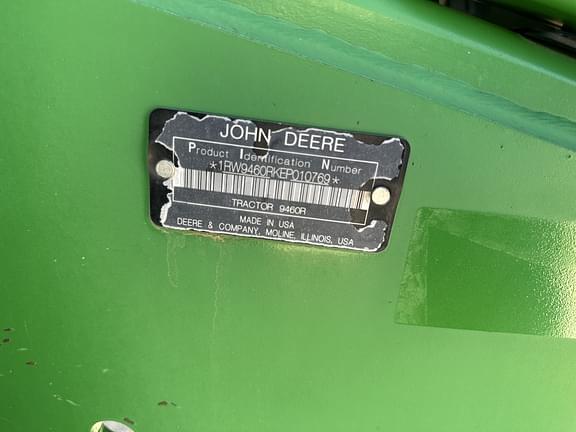 JOHN DEERE
Product Identification Number
*1RW9460RKEP010769*
TRACTOR 9460R
MADE IN USA
DEERE & COMPANY, MOLINE, ILLINOIS, USA